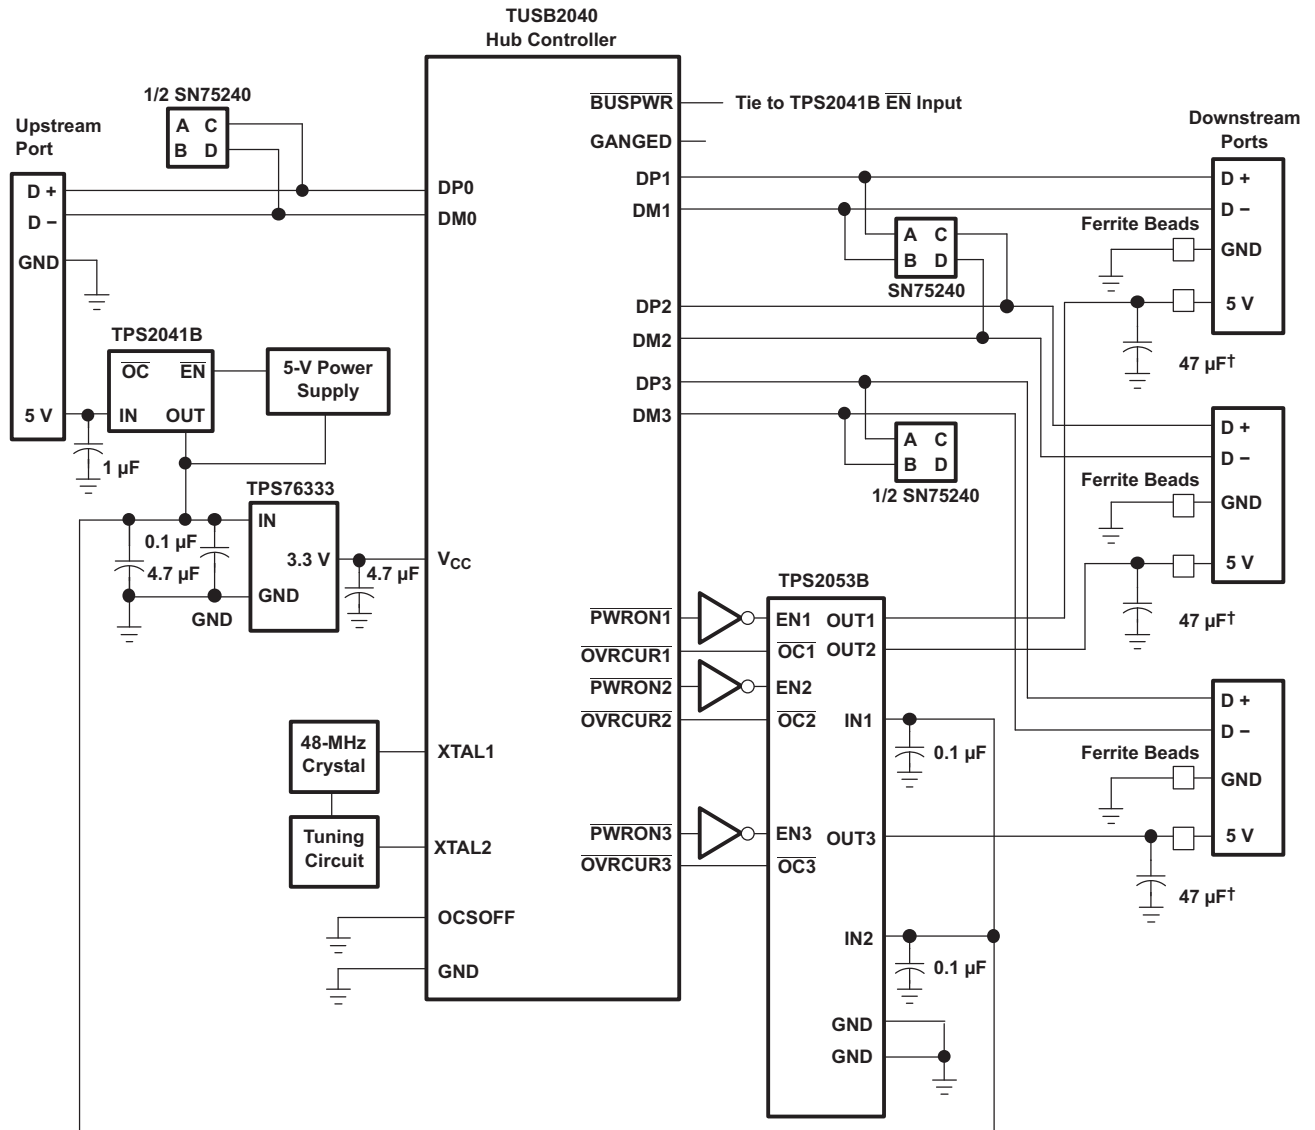 TUSB2040
Hub Controller
1/2 SN75240
A C
B D
Upstream
Port
D +
D −
GND
5 V
TPS2041B
OC EN
IN OUT
5-V Power
Supply
1 µF
TPS76333
IN
3.3 V
GND
0.1 µF
4.7 µF
GND
4.7 µF
48-MHz
Crystal
Tuning
Circuit
DP0
DM0
VCC
XTAL1
XTAL2
OCSOFF
GND
BUSPWR
GANGED
DP1
DM1
DP2
DM2
DP3
DM3
PWRON1
OVRCUR1
PWRON2
OVRCUR2
PWRON3
OVRCUR3
Tie to TPS2041B EN Input
A C
B D
SN75240
A C
B D
1/2 SN75240
TPS2053B
EN1 OUT1
OC1 OUT2
EN2
OC2 IN1
EN3 OUT3
OC3
IN2
GND
GND
0.1 µF
0.1 µF
Downstream
Ports
D +
D −
Ferrite Beads
GND
5 V
47 µF†
D +
D −
Ferrite Beads
GND
5 V
47 µF†
D +
D −
Ferrite Beads
GND
5 V
47 µF†